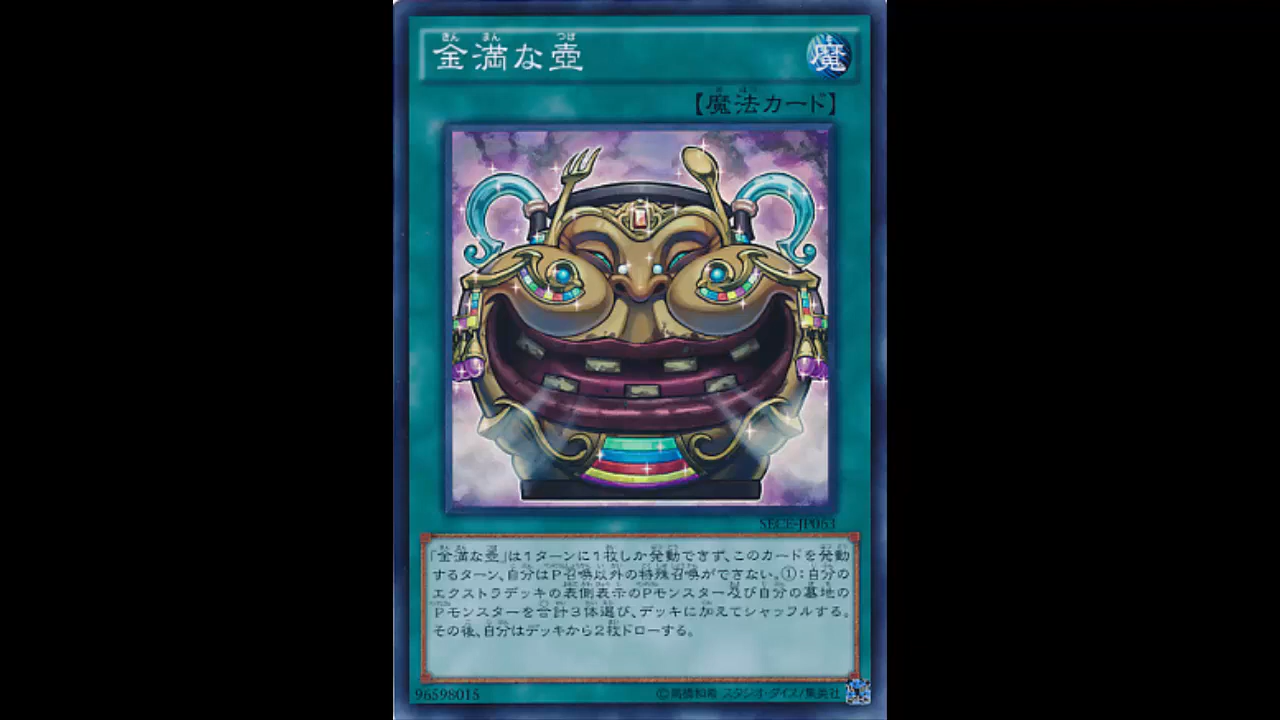 金満な壺
魔
【魔法カード】
SECE-JP063
「金満な壺」は1ターンに1枚しか発動できず、このカードを発動
するターン、自分はP召喚以外の特殊召喚ができない。①:自分の
エクストラデッキの表側表示のPモンスター及び自分の墓地の
Pモンスターを合計3体選び、デッキに加えてシャッフルする。
その後、自分はデッキから2枚ドローする。
96598015
©高橋和希 スタジオ・ダイス/集英社